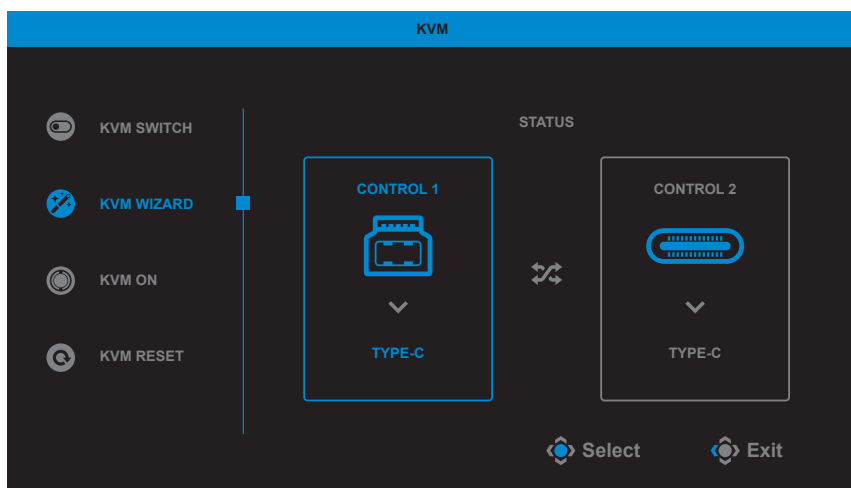 KVM
KVM SWITCH
KVM WIZARD
KVM ON
KVM RESET
STATUS
CONTROL 1
TYPE-C
CONTROL 2
TYPE-C
Select
Exit